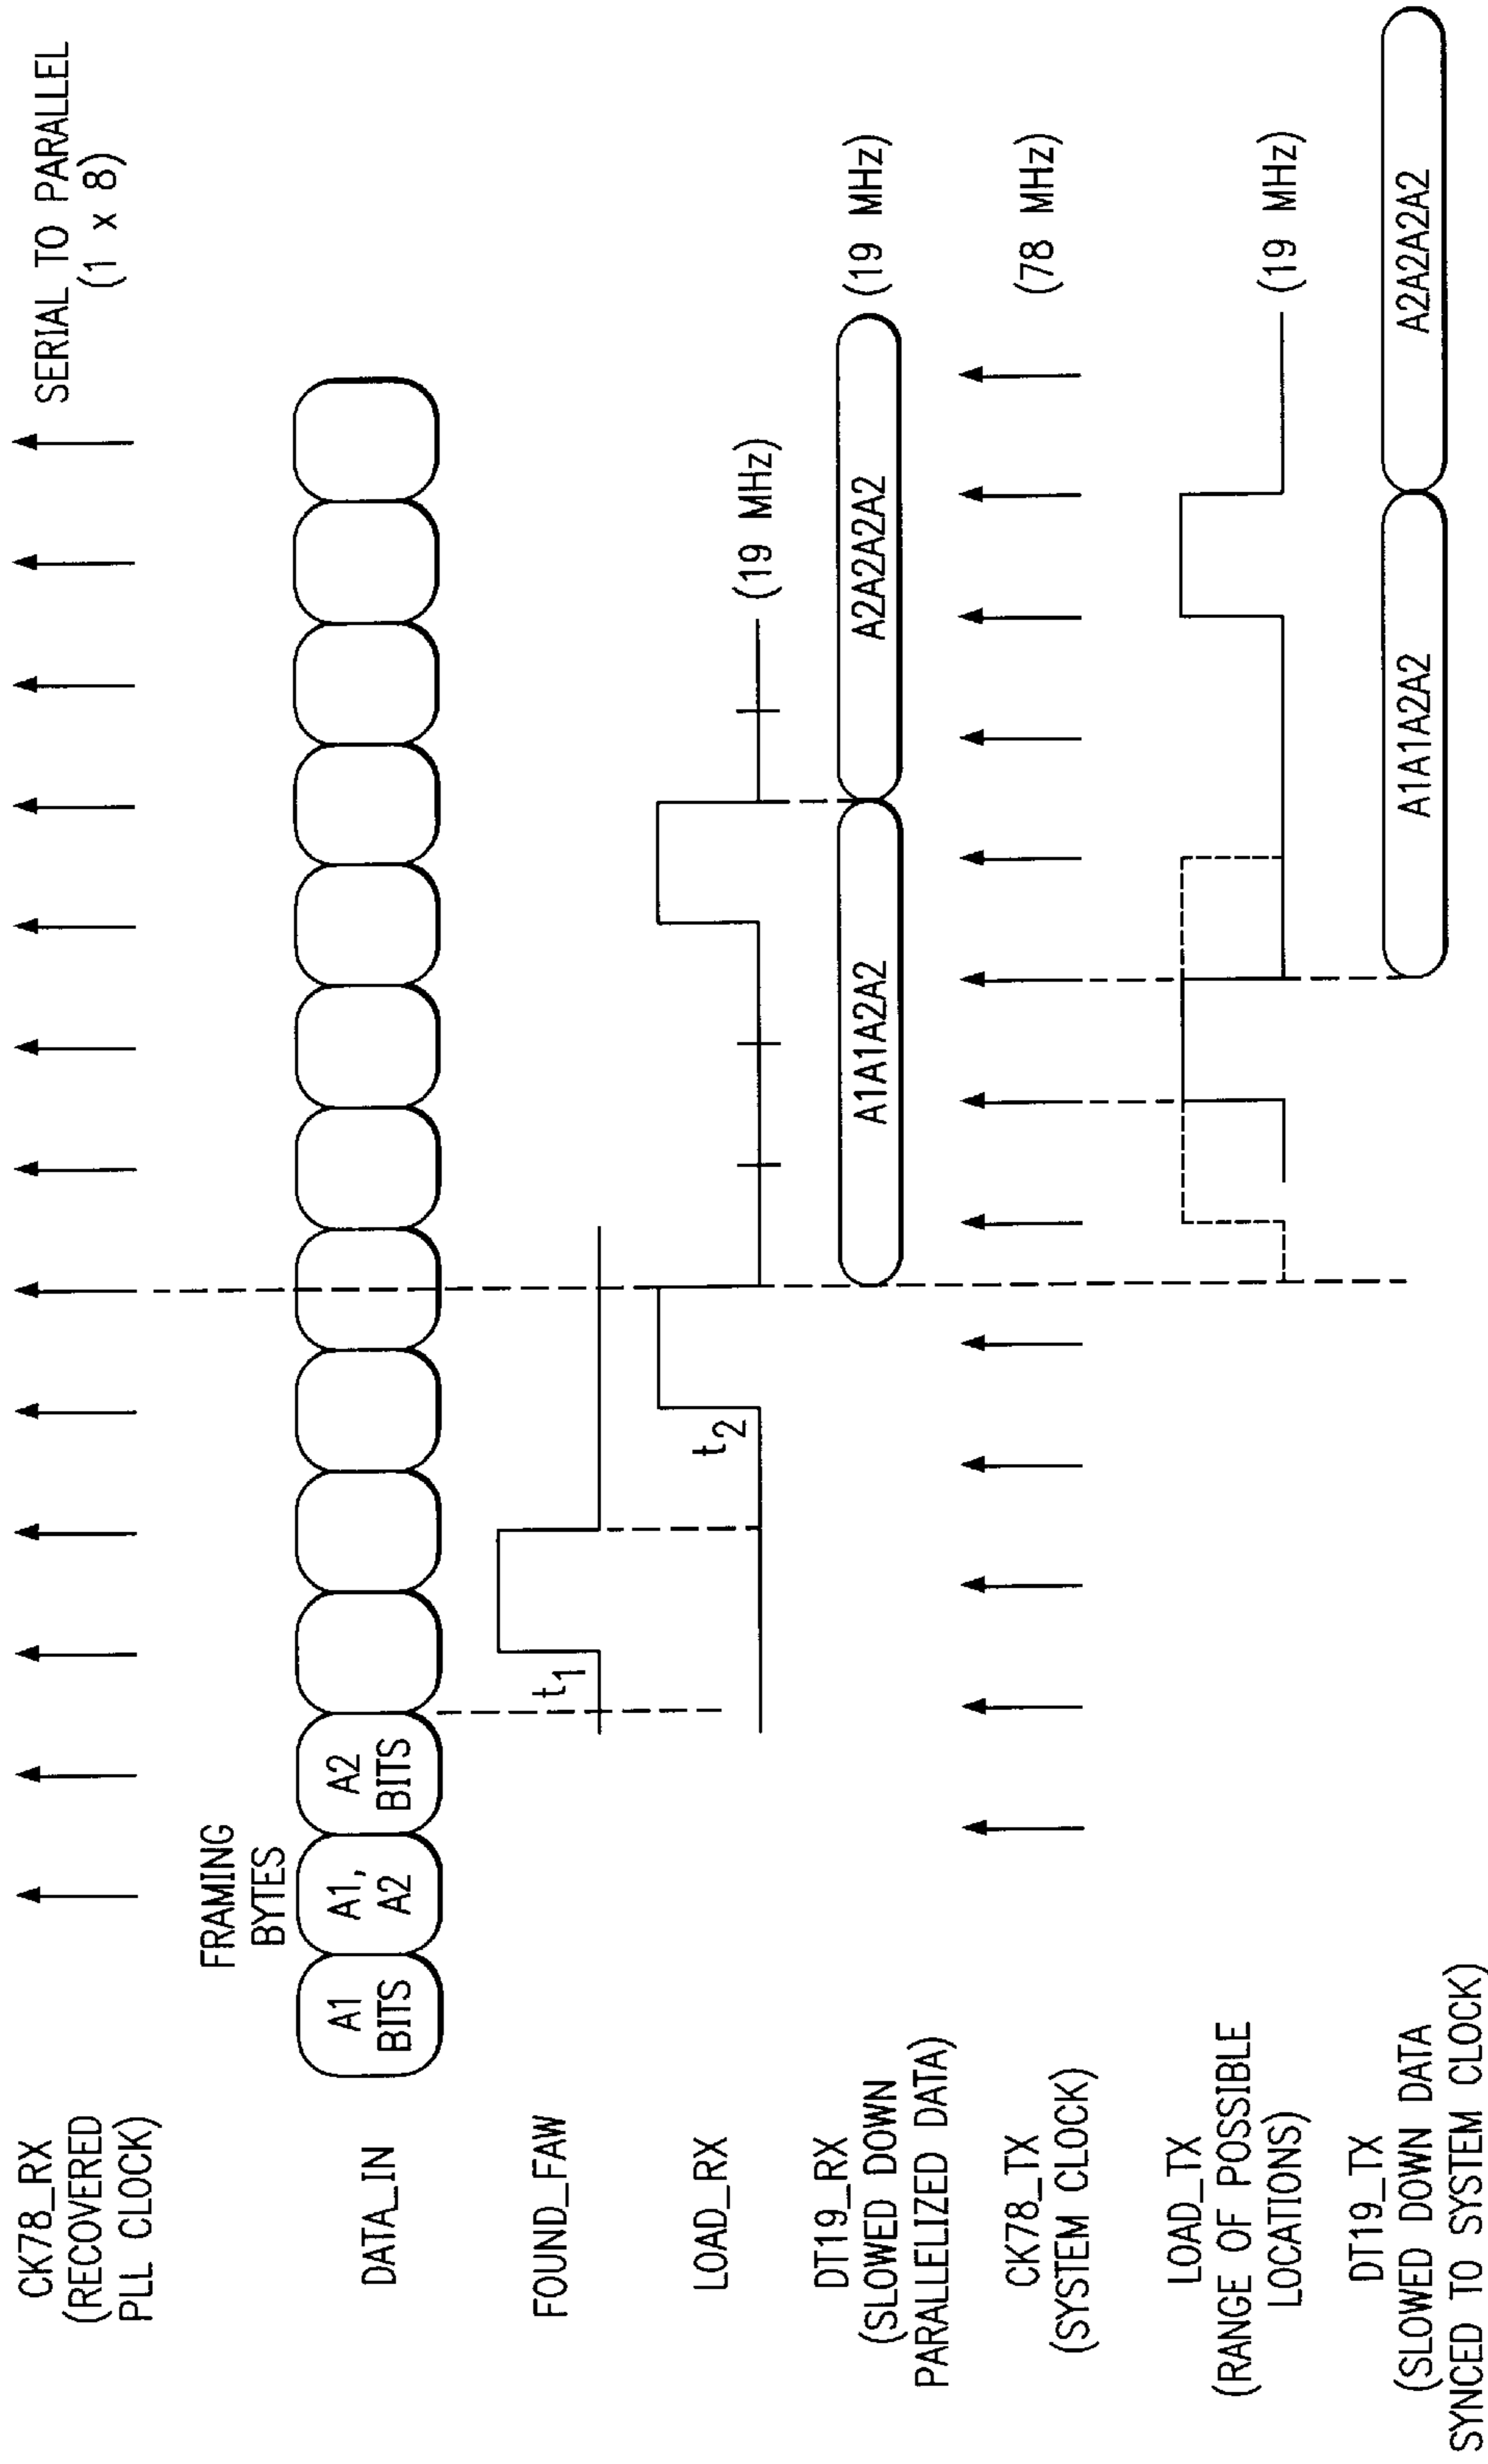 CK78_RX
(RECOVERED
PLL CLOCK)
SERIAL TO PARALLEL
(1 x 8)
FRAMING
BYTES
DATA_IN
A1
BITS
A1,
A2
A2
BITS
FOUND_FAW
t1
LOAD_RX
t2
(19 MHz)
DT19_RX
(SLOWED DOWN
PARALLELIZED DATA)
A1A1A2A2
A2A2A2A2
(19 MHz)
CK78_TX
(SYSTEM CLOCK)
(78 MHz)
LOAD_TX
(RANGE OF POSSIBLE
LOCATIONS)
(19 MHz)
DT19_TX
(SLOWED DOWN DATA
SYNCED TO SYSTEM CLOCK)
A1A1A2A2
A2A2A2A2